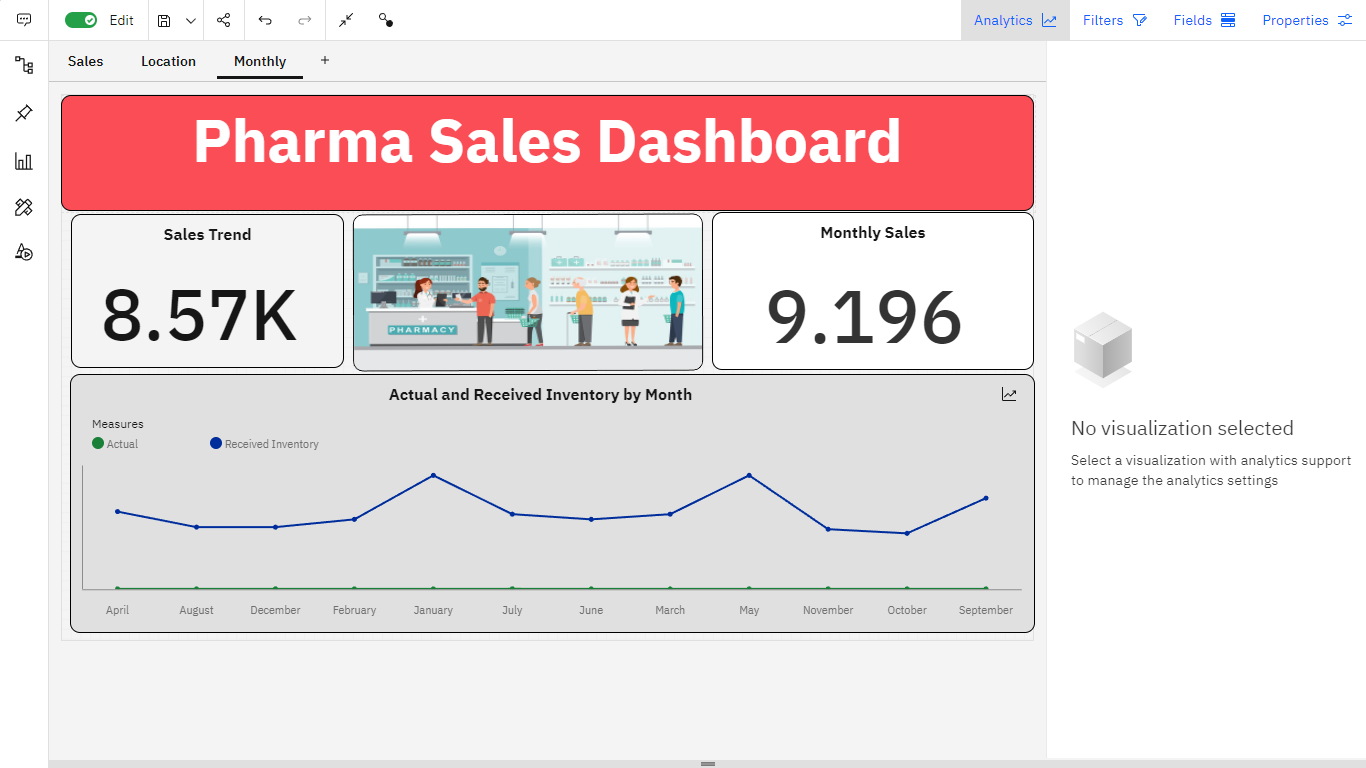 Edit
Analytics
Filters
Fields
Properties
Sales
Location
Monthly
Pharma Sales Dashboard
Sales Trend
8.57K
PHARMACY
Monthly Sales
9.196
Actual and Received Inventory by Month
Measures
Actual
Received Inventory
April
August
December
February
January
July
June
March
May
November
October
September
No visualization selected
Select a visualization with analytics support
to manage the analytics settings